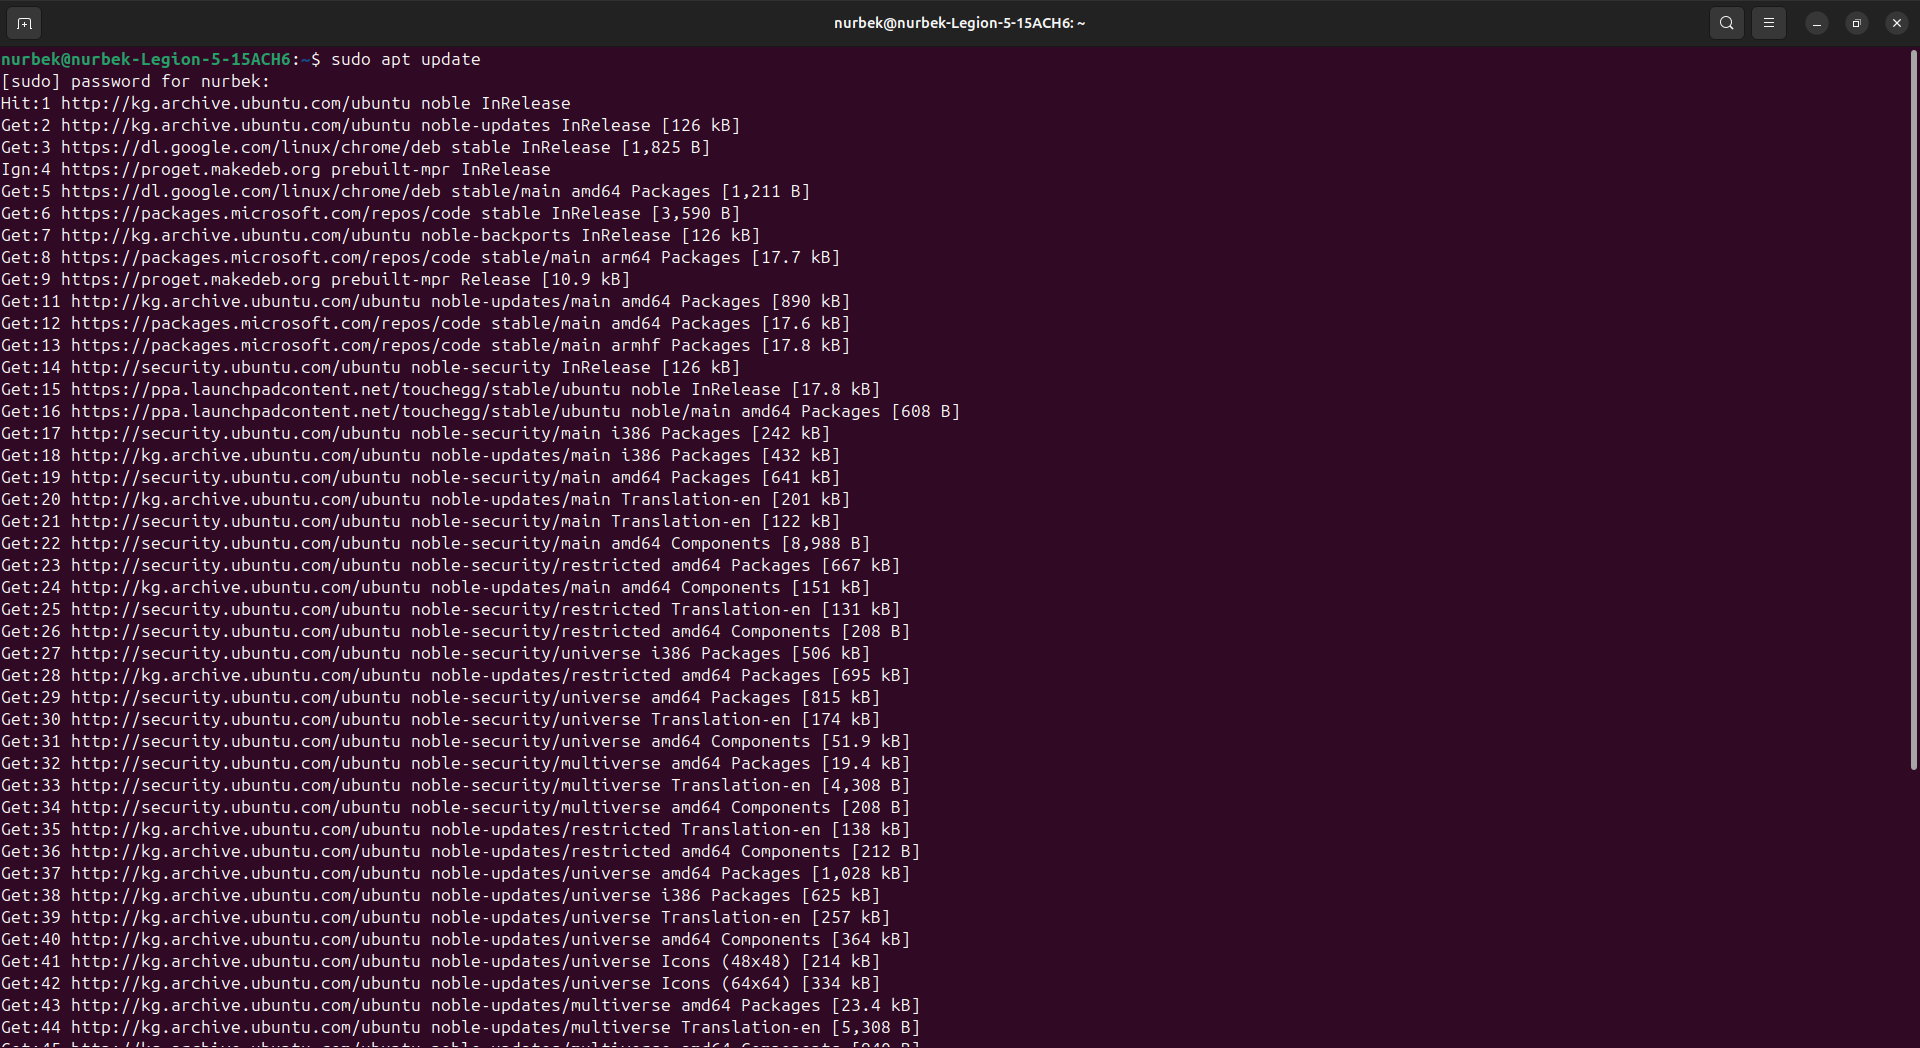 nurbek@nurbek-Legion-5-15ACH6: ~
nurbek@nurbek-Legion-5-15ACH6:~$ sudo apt update
[sudo] password for nurbek:
Hit:1 http://kg.archive.ubuntu.com/ubuntu noble InRelease
Get:2 http://kg.archive.ubuntu.com/ubuntu noble-updates InRelease [126 kB]
Get:3 https://dl.google.com/linux/chrome/deb stable InRelease [1,825 B]
Ign:4 https://proget.makedeb.org prebuilt-mpr InRelease
Get:5 https://dl.google.com/linux/chrome/deb stable/main amd64 Packages [1,211 B]
Get:6 https://packages.microsoft.com/repos/code stable InRelease [3,590 B]
Get:7 http://kg.archive.ubuntu.com/ubuntu noble-backports InRelease [126 kB]
Get:8 https://packages.microsoft.com/repos/code stable/main arm64 Packages [17.7 kB]
Get:9 https://proget.makedeb.org prebuilt-mpr Release [10.9 kB]
Get:11 http://kg.archive.ubuntu.com/ubuntu noble-updates/main amd64 Packages [890 kB]
Get:12 https://packages.microsoft.com/repos/code stable/main amd64 Packages [17.6 kB]
Get:13 https://packages.microsoft.com/repos/code stable/main armhf Packages [17.8 kB]
Get:14 http://security.ubuntu.com/ubuntu noble-security InRelease [126 kB]
Get:15 https://ppa.launchpadcontent.net/touchegg/stable/ubuntu noble InRelease [17.8 kB]
Get:16 https://ppa.launchpadcontent.net/touchegg/stable/ubuntu noble/main amd64 Packages [608 B]
Get:17 http://security.ubuntu.com/ubuntu noble-security/main i386 Packages [242 kB]
Get:18 http://kg.archive.ubuntu.com/ubuntu noble-updates/main i386 Packages [432 kB]
Get:19 http://security.ubuntu.com/ubuntu noble-security/main amd64 Packages [641 kB]
Get:20 http://kg.archive.ubuntu.com/ubuntu noble-updates/main Translation-en [201 kB]
Get:21 http://security.ubuntu.com/ubuntu noble-security/main Translation-en [122 kB]
Get:22 http://security.ubuntu.com/ubuntu noble-security/main amd64 Components [8,988 B]
Get:23 http://security.ubuntu.com/ubuntu noble-security/restricted amd64 Packages [667 kB]
Get:24 http://kg.archive.ubuntu.com/ubuntu noble-updates/main amd64 Components [151 kB]
Get:25 http://security.ubuntu.com/ubuntu noble-security/restricted Translation-en [131 kB]
Get:26 http://security.ubuntu.com/ubuntu noble-security/restricted amd64 Components [208 B]
Get:27 http://security.ubuntu.com/ubuntu noble-security/universe i386 Packages [506 kB]
Get:28 http://kg.archive.ubuntu.com/ubuntu noble-updates/restricted amd64 Packages [695 kB]
Get:29 http://security.ubuntu.com/ubuntu noble-security/universe amd64 Packages [815 kB]
Get:30 http://security.ubuntu.com/ubuntu noble-security/universe Translation-en [174 kB]
Get:31 http://security.ubuntu.com/ubuntu noble-security/universe amd64 Components [51.9 kB]
Get:32 http://security.ubuntu.com/ubuntu noble-security/multiverse amd64 Packages [19.4 kB]
Get:33 http://security.ubuntu.com/ubuntu noble-security/multiverse Translation-en [4,308 B]
Get:34 http://security.ubuntu.com/ubuntu noble-security/multiverse amd64 Components [208 B]
Get:35 http://kg.archive.ubuntu.com/ubuntu noble-updates/restricted Translation-en [138 kB]
Get:36 http://kg.archive.ubuntu.com/ubuntu noble-updates/restricted amd64 Components [212 B]
Get:37 http://kg.archive.ubuntu.com/ubuntu noble-updates/universe amd64 Packages [1,028 kB]
Get:38 http://kg.archive.ubuntu.com/ubuntu noble-updates/universe i386 Packages [625 kB]
Get:39 http://kg.archive.ubuntu.com/ubuntu noble-updates/universe Translation-en [257 kB]
Get:40 http://kg.archive.ubuntu.com/ubuntu noble-updates/universe amd64 Components [364 kB]
Get:41 http://kg.archive.ubuntu.com/ubuntu noble-updates/universe Icons (48x48) [214 kB]
Get:42 http://kg.archive.ubuntu.com/ubuntu noble-updates/universe Icons (64x64) [334 kB]
Get:43 http://kg.archive.ubuntu.com/ubuntu noble-updates/multiverse amd64 Packages [23.4 kB]
Get:44 http://kg.archive.ubuntu.com/ubuntu noble-updates/multiverse Translation-en [5,308 B]